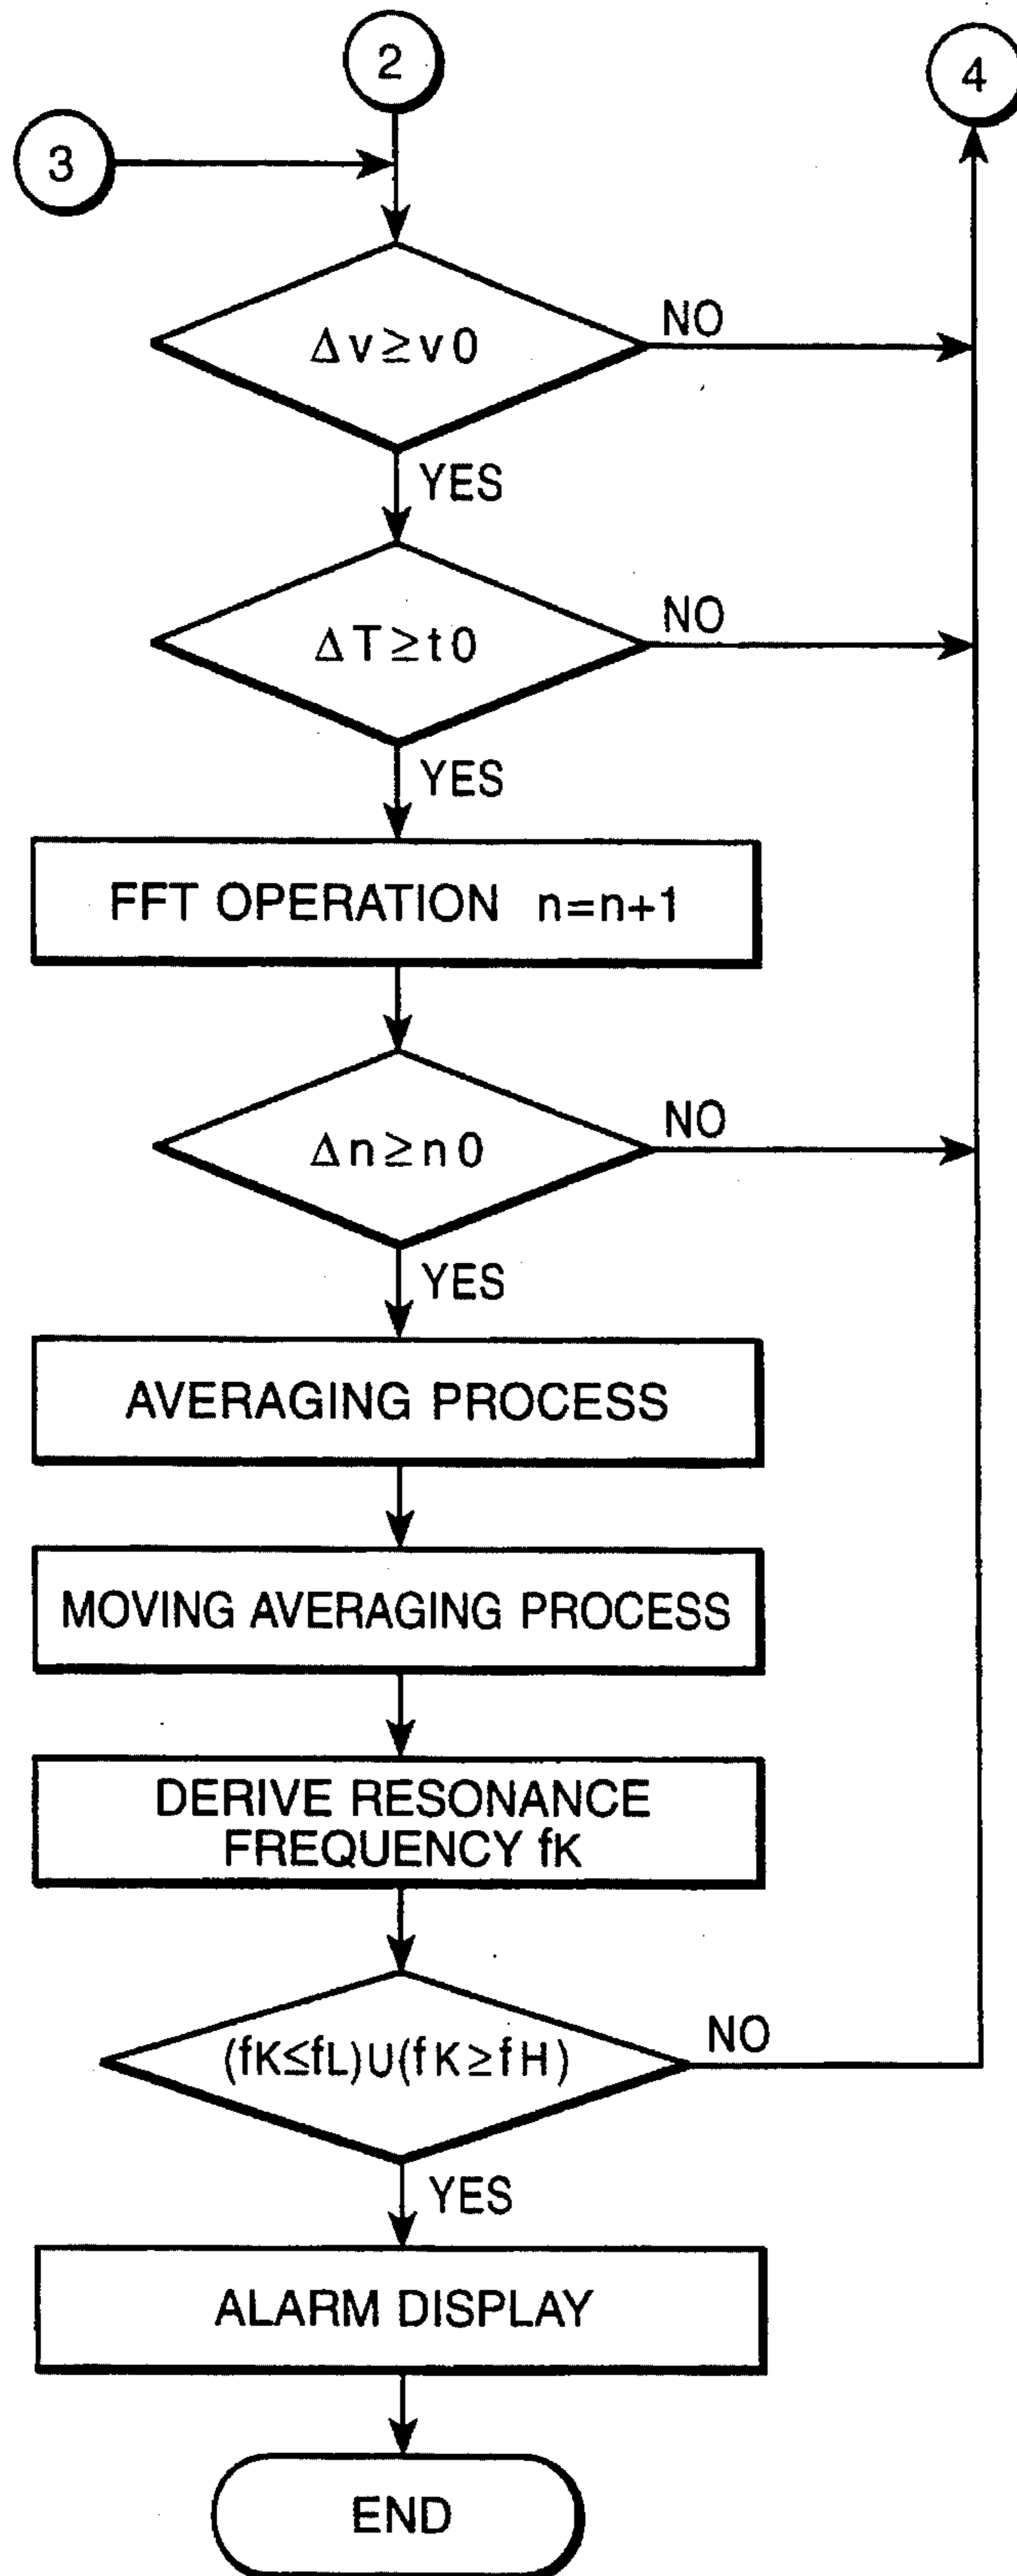 2
4
3
Δv≧v0
NO
YES
ΔT≧t0
NO
YES
FFT OPERATION n=n+1
Δn≧n0
NO
YES
AVERAGING PROCESS
MOVING AVERAGING PROCESS
DERIVE RESONANCE
FREQUENCY fK
(fK≤fL)∪(fK≥fH)
NO
YES
ALARM DISPLAY
END